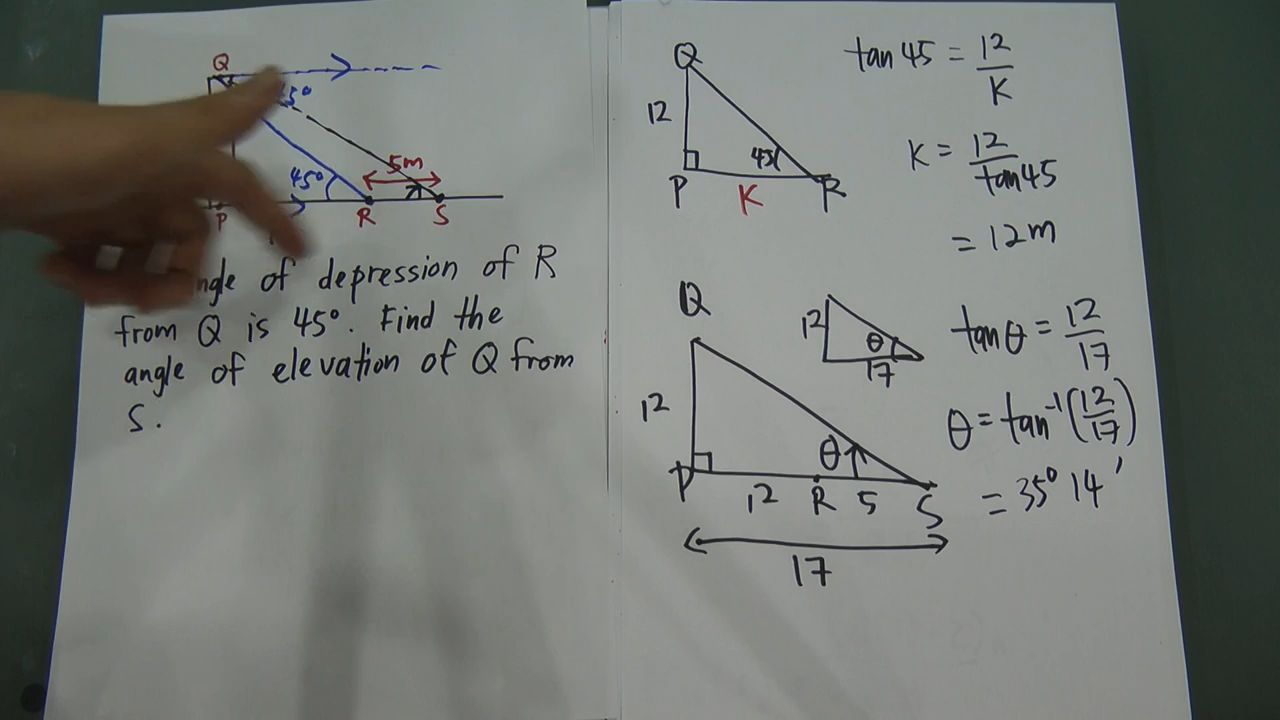 Q
45°
45°
5m
P
R
S
angle of depression of R
from Q is 45°. Find the
angle of elevation of Q from
S.
Q
12
45
P
K
R
tan 45 = 12/K
K = 12/tan 45
= 12m
Q
12
P
12
R
5
S
θ
17
12
θ
17
tanθ = 12/17
θ = tan⁻¹(12/17)
= 35° 14'